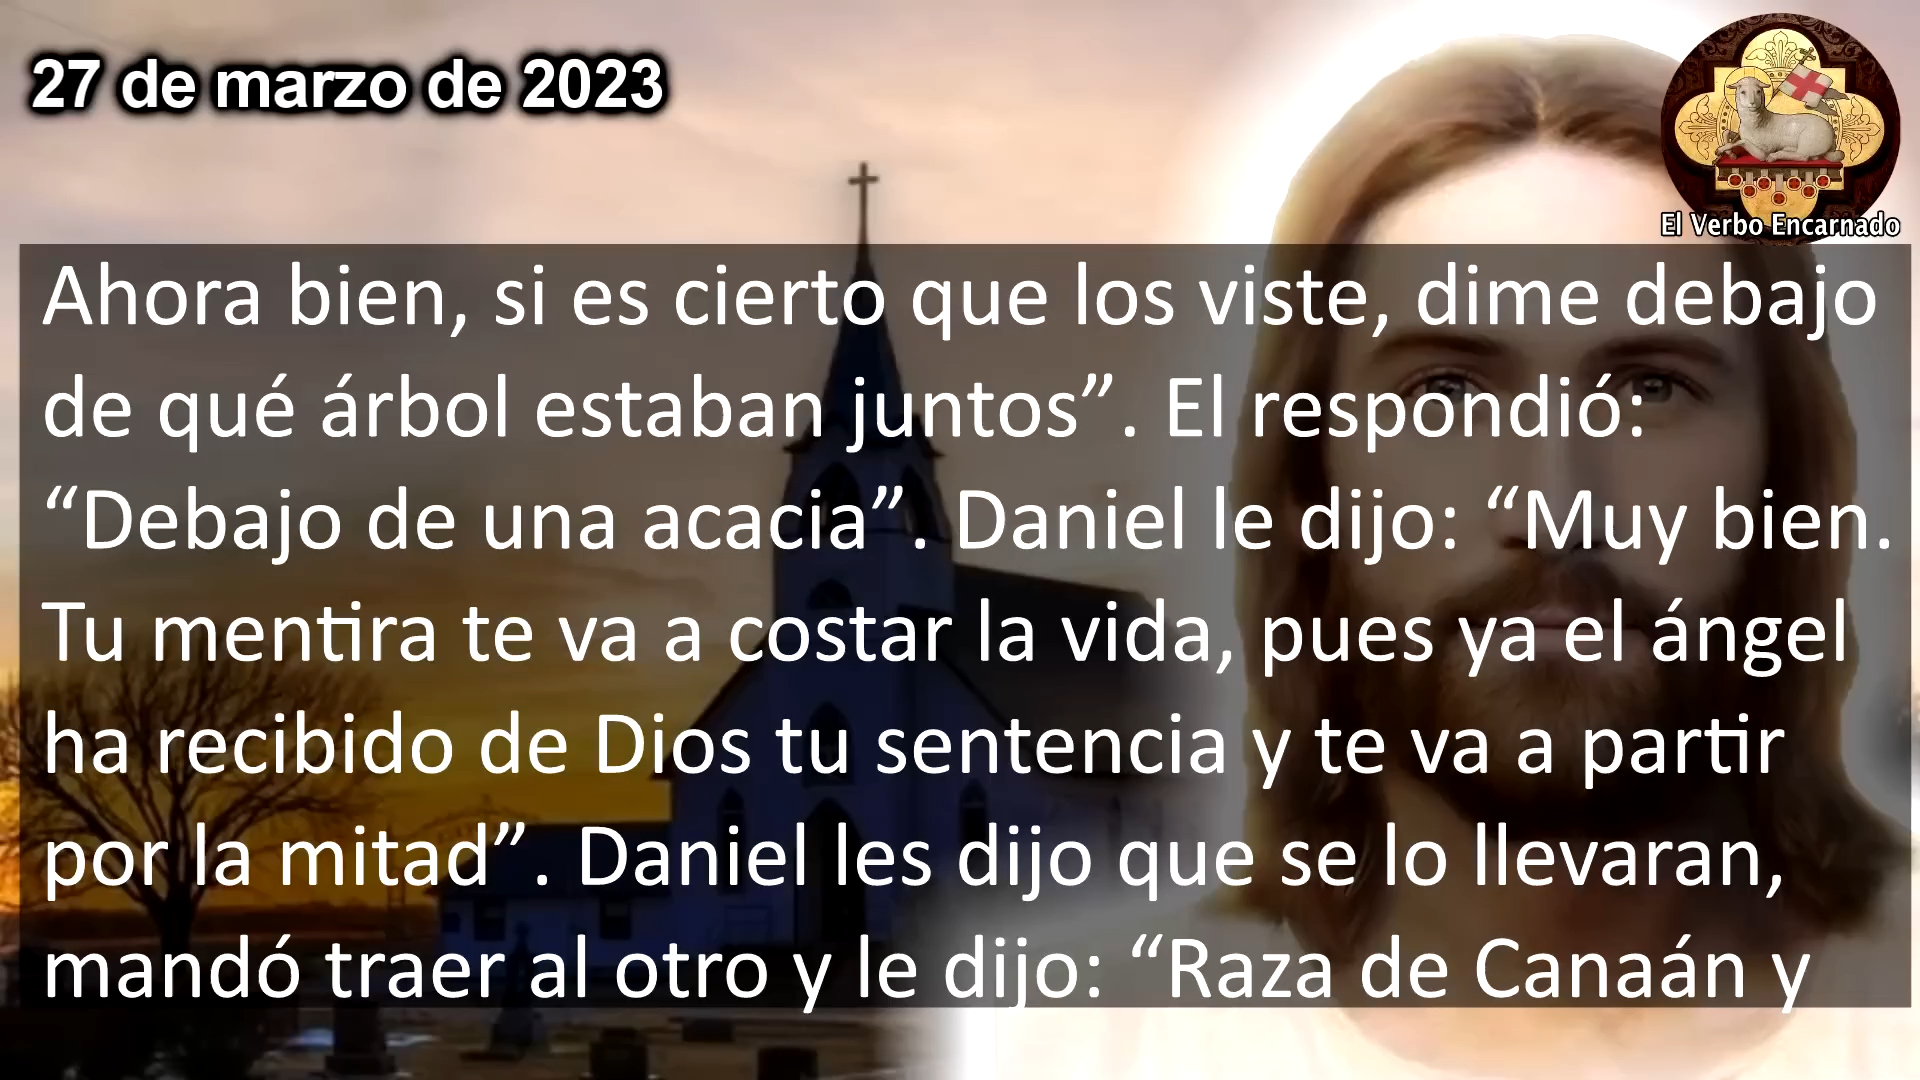 27 de marzo de 2023
El Verbo Encarnado
Ahora bien, si es cierto que los viste, dime debajo
de qué árbol estaban juntos”. El respondió:
“Debajo de una acacia”. Daniel le dijo: “Muy bien.
Tu mentira te va a costar la vida, pues ya el ángel
ha recibido de Dios tu sentencia y te va a partir
por la mitad”. Daniel les dijo que se lo llevaran,
mandó traer al otro y le dijo: “Raza de Canaán y